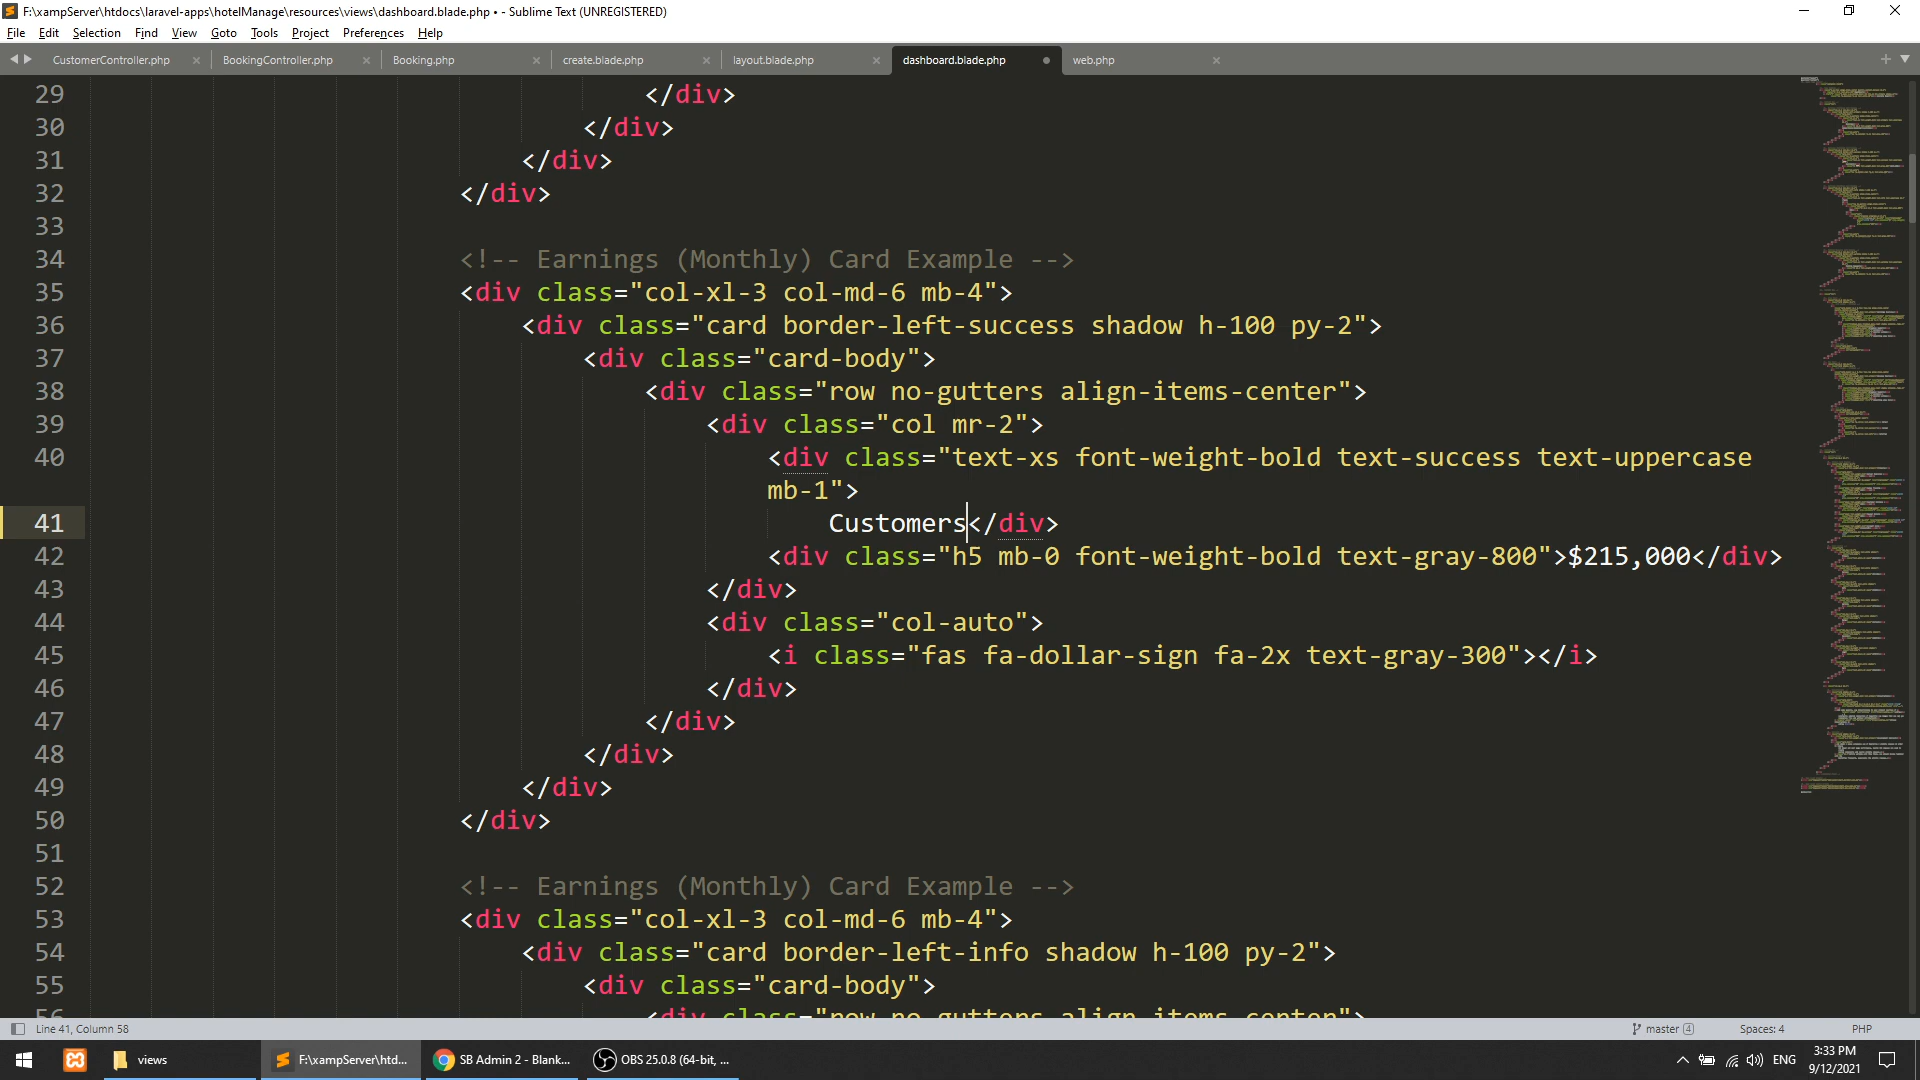 F:\xampServer\htdocs\laravel-apps\hotelManage\resources\views\dashboard.blade.php • - Sublime Text (UNREGISTERED)
File Edit Selection Find View Goto Tools Project Preferences Help
CustomerController.php BookingController.php Booking.php create.blade.php layout.blade.php dashboard.blade.php web.php
29 </div>
30 </div>
31 </div>
32 </div>
33
34 <!-- Earnings (Monthly) Card Example -->
35 <div class="col-xl-3 col-md-6 mb-4">
36 <div class="card border-left-success shadow h-100 py-2">
37 <div class="card-body">
38 <div class="row no-gutters align-items-center">
39 <div class="col mr-2">
40 <div class="text-xs font-weight-bold text-success text-uppercase
mb-1">
41 Customers</div>
42 <div class="h5 mb-0 font-weight-bold text-gray-800">$215,000</div>
43 </div>
44 <div class="col-auto">
45 <i class="fas fa-dollar-sign fa-2x text-gray-300"></i>
46 </div>
47 </div>
48 </div>
49 </div>
50 </div>
51
52 <!-- Earnings (Monthly) Card Example -->
53 <div class="col-xl-3 col-md-6 mb-4">
54 <div class="card border-left-info shadow h-100 py-2">
55 <div class="card-body">
56 <div class="row no-gutters align-items-center">
Line 41, Column 58 master 4 Spaces: 4 PHP
views F:\xampServer\htd... SB Admin 2 - Blank... OBS 25.0.8 (64-bit, ... ENG 3:33 PM
9/12/2021